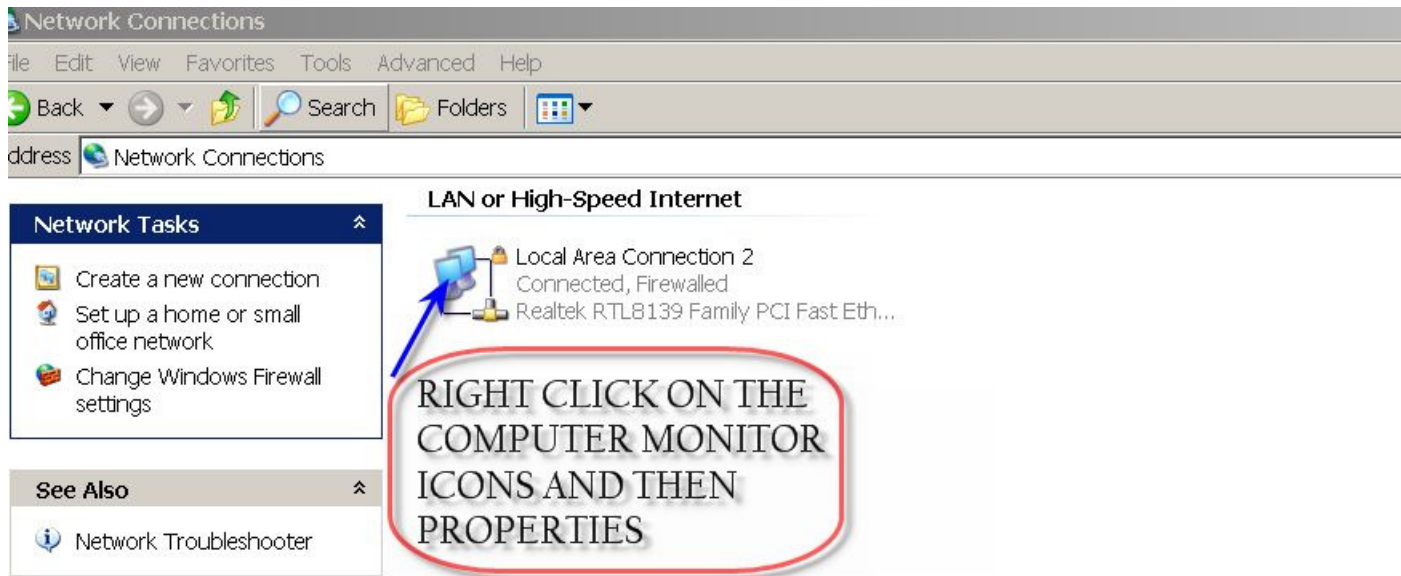 Network Connections
File Edit View Favorites Tools Advanced Help
Back Search Folders
ddress Network Connections
Network Tasks
Create a new connection
Set up a home or small
office network
Change Windows Firewall
settings
See Also
Network Troubleshooter
LAN or High-Speed Internet
Local Area Connection 2
Connected, Firewalled
Realtek RTL8139 Family PCI Fast Eth...
RIGHT CLICK ON THE
COMPUTER MONITOR
ICONS AND THEN
PROPERTIES